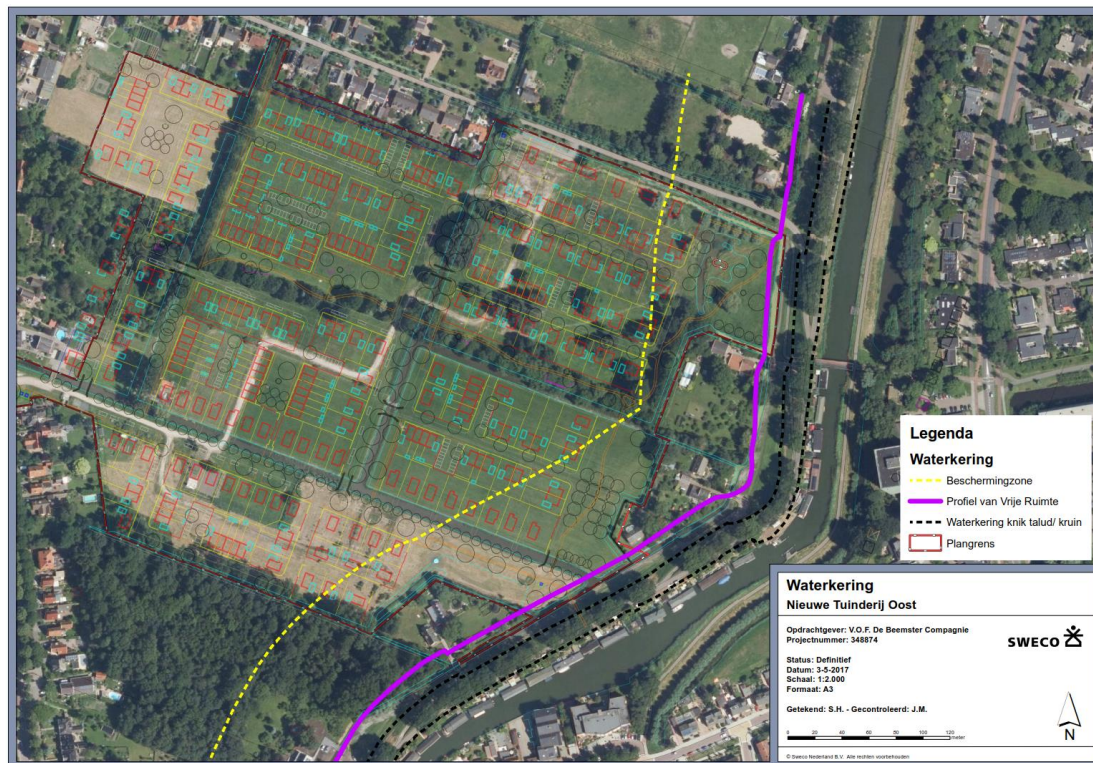 Legenda
Waterkering
Beschermingzone
Profiel van Vrije Ruimte
Waterkering knik talud/ kruin
Plangrens
Waterkering
Nieuwe Tuinderij Oost
Opdrachtgever: V.O.F. De Beemster Compagnie
Projectnummer: 348874
SWECO
Status: Definitief
Datum: 3-5-2017
Schaal: 1:2.000
Formaat: A3
Getekend: S.H. - Gecontroleerd: J.M.
N
0 20 40 60 80 100 120
meter
© Sweco Nederland B.V. Alle rechten voorbehouden